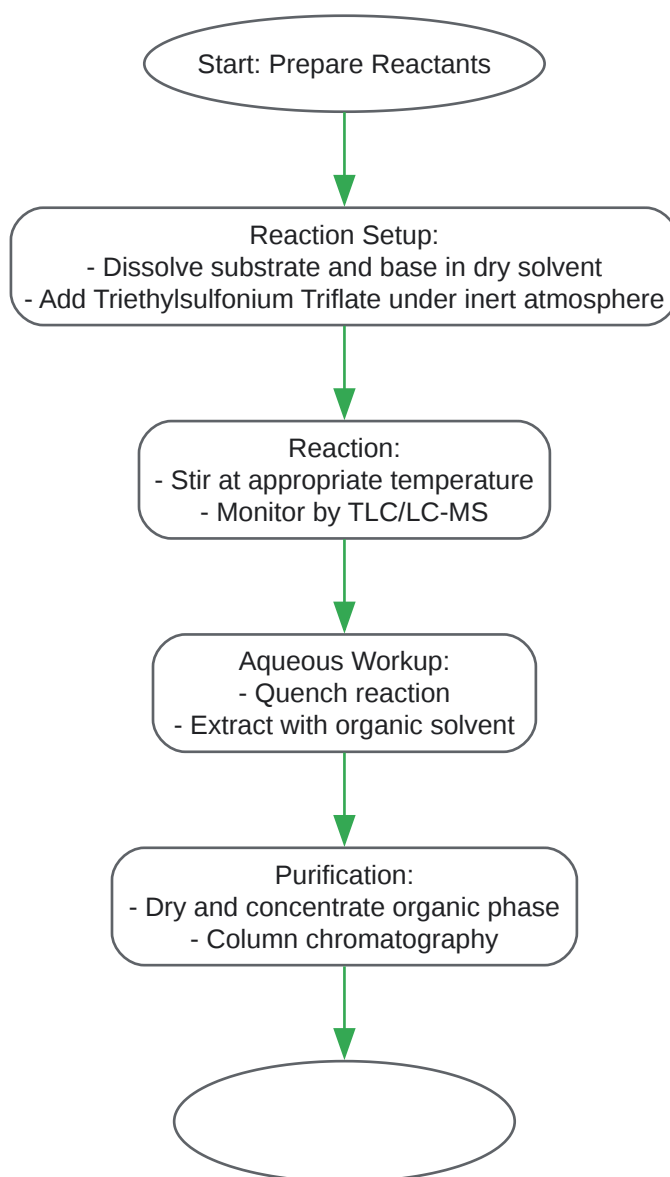 Start: Prepare Reactants
Reaction Setup:
- Dissolve substrate and base in dry solvent
- Add Triethylsulfonium Triflate under inert atmosphere
Reaction:
- Stir at appropriate temperature
- Monitor by TLC/LC-MS
Aqueous Workup:
- Quench reaction
- Extract with organic solvent
Purification:
- Dry and concentrate organic phase
- Column chromatography